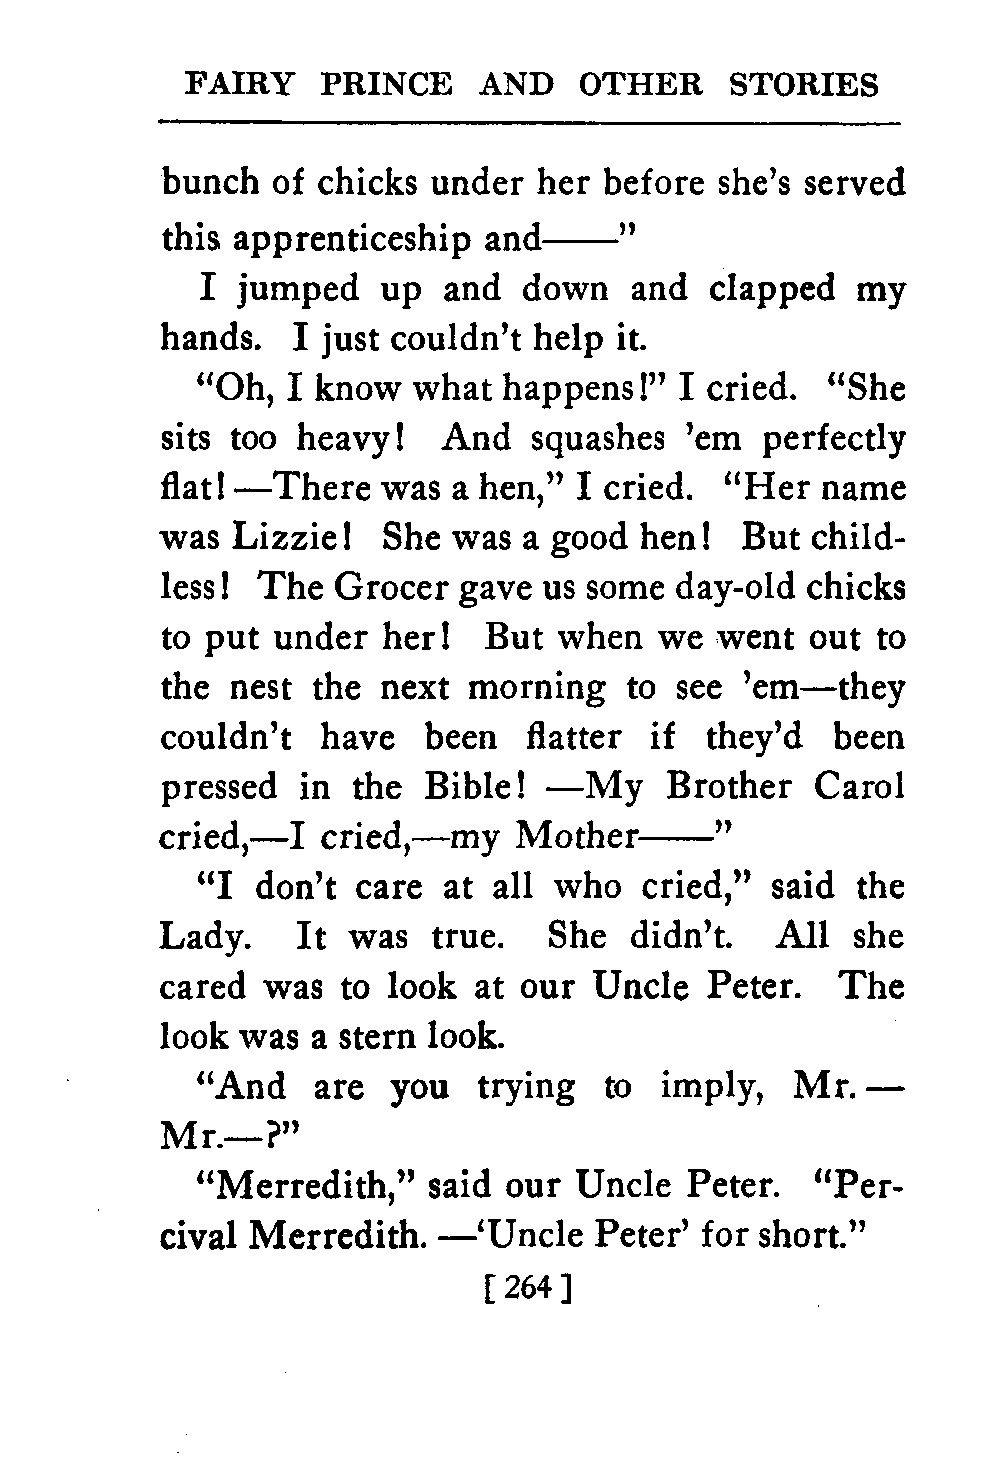 FAIRY PRINCE AND OTHER STORIES
bunch of chicks under her before she's served
this apprenticeship and——"
I jumped up and down and clapped my
hands. I just couldn't help it.
"Oh, I know what happens!" I cried. "She
sits too heavy! And squashes 'em perfectly
flat! —There was a hen," I cried. "Her name
was Lizzie! She was a good hen! But child-
less! The Grocer gave us some day-old chicks
to put under her! But when we went out to
the nest the next morning to see 'em—they
couldn't have been flatter if they'd been
pressed in the Bible! —My Brother Carol
cried,—I cried,—my Mother——"
"I don't care at all who cried," said the
Lady. It was true. She didn't. All she
cared was to look at our Uncle Peter. The
look was a stern look.
"And are you trying to imply, Mr. —
Mr.—?"
"Merredith," said our Uncle Peter. "Per-
cival Merredith. —'Uncle Peter' for short."
[ 264 ]